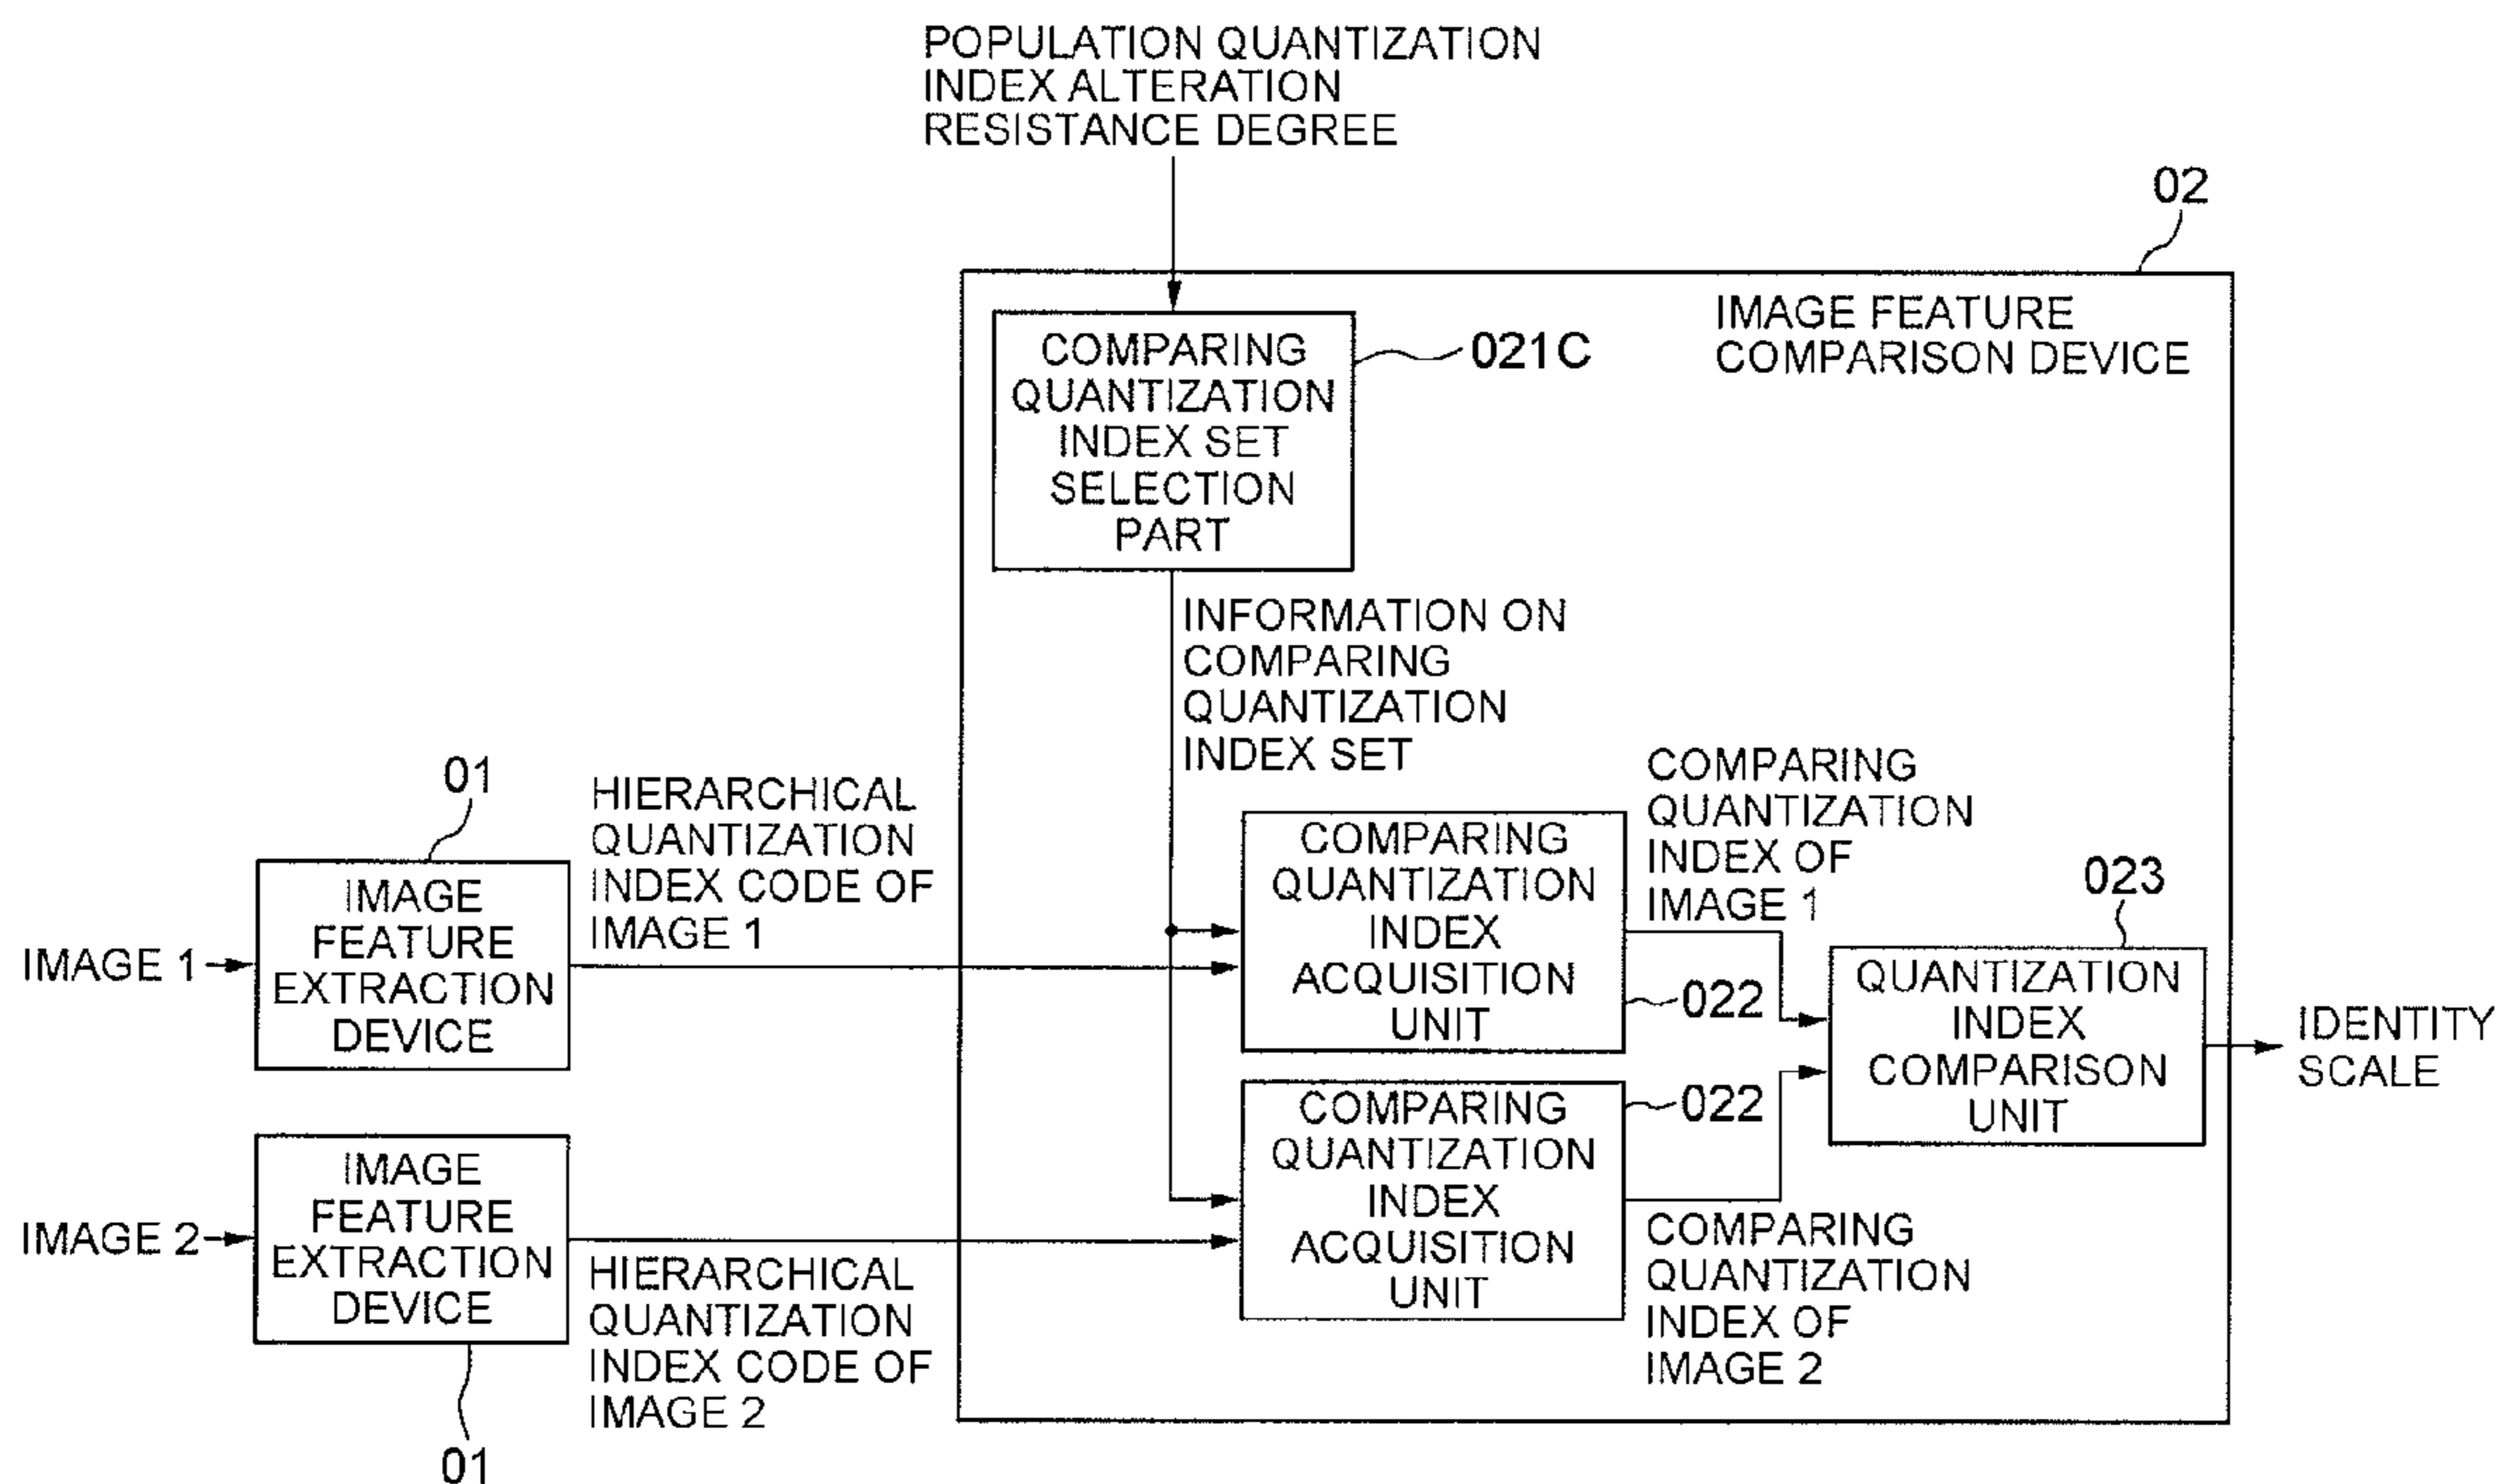 POPULATION QUANTIZATION
INDEX ALTERATION
RESISTANCE DEGREE
02
IMAGE FEATURE
COMPARISON DEVICE
COMPARING
QUANTIZATION
INDEX SET
SELECTION
PART
021C
INFORMATION ON
COMPARING
QUANTIZATION
INDEX SET
01
HIERARCHICAL
QUANTIZATION
INDEX CODE OF
IMAGE 1
IMAGE 1
IMAGE
FEATURE
EXTRACTION
DEVICE
COMPARING
QUANTIZATION
INDEX
ACQUISITION
UNIT
022
COMPARING
QUANTIZATION
INDEX OF
IMAGE 1
023
QUANTIZATION
INDEX
COMPARISON
UNIT
IDENTITY
SCALE
IMAGE 2
IMAGE
FEATURE
EXTRACTION
DEVICE
01
HIERARCHICAL
QUANTIZATION
INDEX CODE OF
IMAGE 2
COMPARING
QUANTIZATION
INDEX
ACQUISITION
UNIT
022
COMPARING
QUANTIZATION
INDEX OF
IMAGE 2